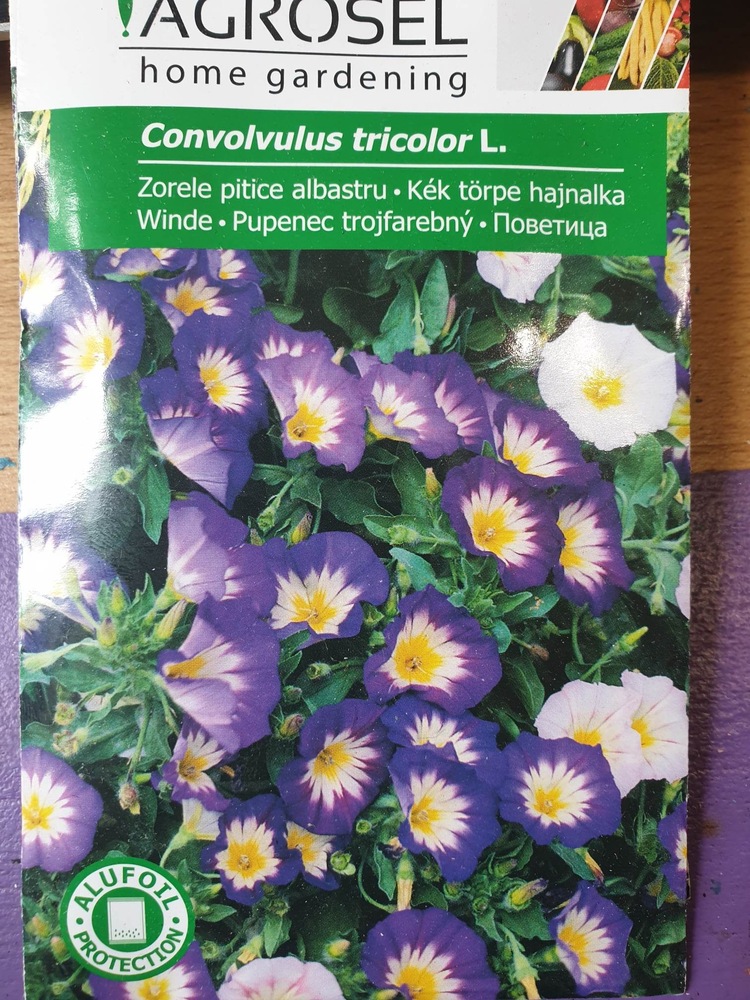 AGROSEL
home gardening
Convolvulus tricolor L.
Zorele pitice albastru • Kék törpe hajnalka
Winde • Pupenec trojfarebný • Поветица
• ALUFOIL •
PROTECTION